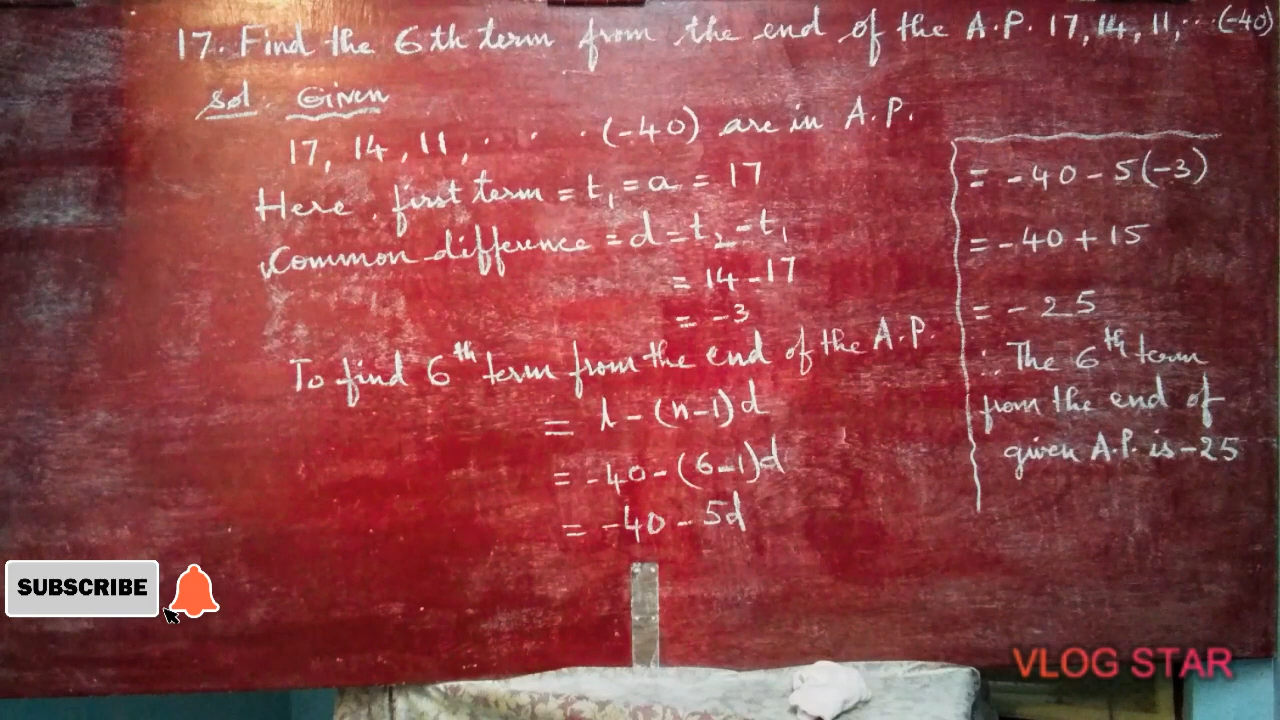 17. Find the 6th term from the end of the A.P. 17, 14, 11, ... (-40)
Sol. Given
17, 14, 11, . . . (-40) are in A.P.
Here, first term = t₁ = a = 17
Common difference = d = t₂ - t₁
= 14 - 17
= -3
To find 6th term from the end of the A.P.
= l - (n-1)d
= -40 - (6-1)d
= -40 - 5d
= -40 - 5(-3)
= -40 + 15
= -25
∴ The 6th term
from the end of
given A.P. is -25
SUBSCRIBE
VLOG STAR